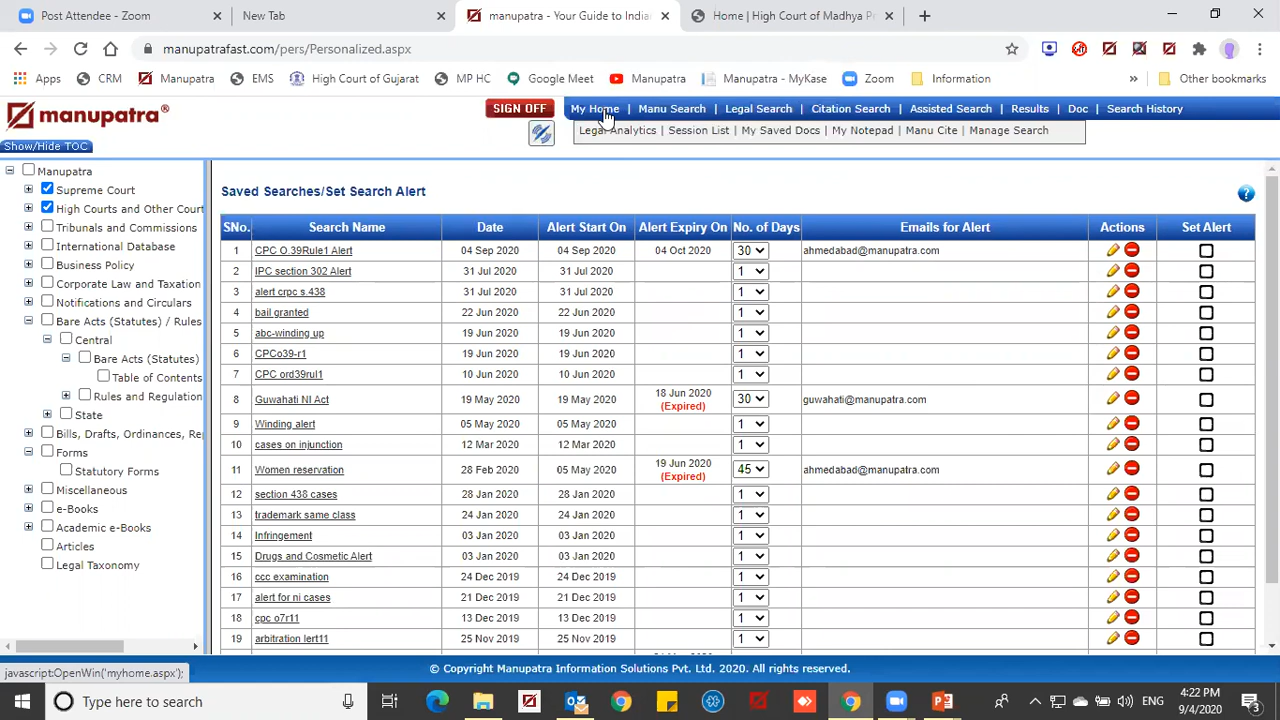 Post Attendee - Zoom
New Tab
manupatra - Your Guide to India
Home | High Court of Madhya P
manupatrafast.com/pers/Personalized.aspx
Apps CRM Manupatra EMS High Court of Gujarat MP HC Google Meet Manupatra Manupatra - MyKase Zoom Information » Other bookmarks
manupatra®
SIGN OFF My Home | Manu Search | Legal Search | Citation Search | Assisted Search | Results | Doc | Search History
Legal Analytics | Session List | My Saved Docs | My Notepad | Manu Cite | Manage Search
Show/Hide TOC
Manupatra
Supreme Court
High Courts and Other Court
Tribunals and Commissions
International Database
Business Policy
Corporate Law and Taxation
Notifications and Circulars
Bare Acts (Statutes) / Rules
Central
Bare Acts (Statutes)
Table of Contents
Rules and Regulation
State
Bills, Drafts, Ordinances, Re
Forms
Statutory Forms
Miscellaneous
e-Books
Academic e-Books
Articles
Legal Taxonomy
Saved Searches/Set Search Alert
?
SNo. Search Name Date Alert Start On Alert Expiry On No. of Days Emails for Alert Actions Set Alert
1 CPC O.39Rule1 Alert 04 Sep 2020 04 Sep 2020 04 Oct 2020 30 ahmedabad@manupatra.com
2 IPC section 302 Alert 31 Jul 2020 31 Jul 2020 1
3 alert crpc s.438 31 Jul 2020 31 Jul 2020 1
4 bail granted 22 Jun 2020 22 Jun 2020 1
5 abc-winding up 19 Jun 2020 19 Jun 2020 1
6 CPCo39-r1 19 Jun 2020 19 Jun 2020 1
7 CPC ord39rul1 10 Jun 2020 10 Jun 2020 1
8 Guwahati NI Act 19 May 2020 19 May 2020 18 Jun 2020 (Expired) 30 guwahati@manupatra.com
9 Winding alert 05 May 2020 05 May 2020 1
10 cases on injunction 12 Mar 2020 12 Mar 2020 1
11 Women reservation 28 Feb 2020 05 May 2020 19 Jun 2020 (Expired) 45 ahmedabad@manupatra.com
12 section 438 cases 28 Jan 2020 28 Jan 2020 1
13 trademark same class 24 Jan 2020 24 Jan 2020 1
14 Infringement 03 Jan 2020 03 Jan 2020 1
15 Drugs and Cosmetic Alert 03 Jan 2020 03 Jan 2020 1
16 ccc examination 24 Dec 2019 24 Dec 2019 1
17 alert for ni cases 21 Dec 2019 21 Dec 2019 1
18 cpc o7r11 13 Dec 2019 13 Dec 2019 1
19 arbitration lert11 25 Nov 2019 25 Nov 2019 1
javascript:OpenWin('myhome.aspx');
© Copyright Manupatra Information Solutions Pvt. Ltd. 2020. All rights reserved.
Type here to search
ENG
4:22 PM
9/4/2020
3